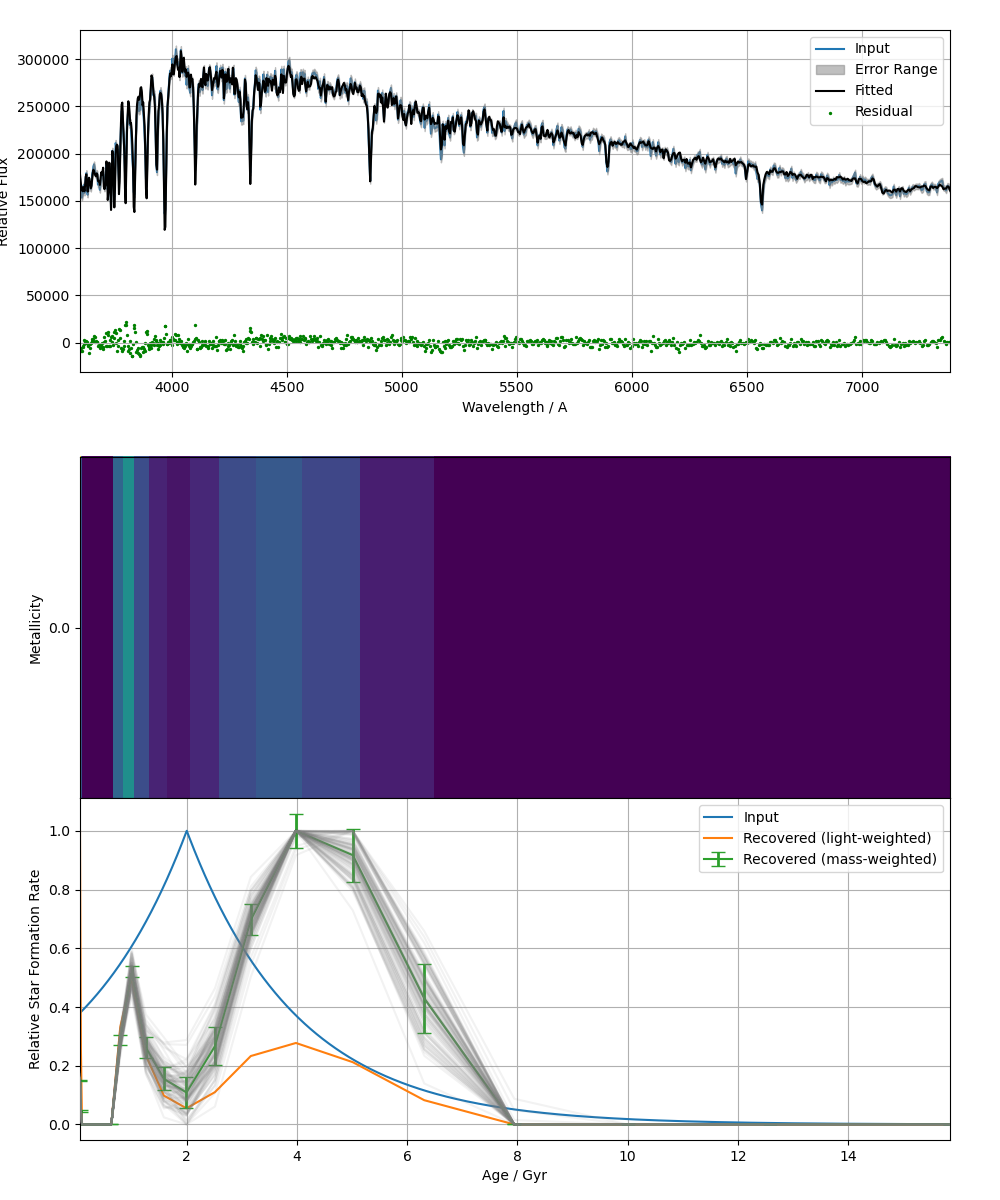 300000
250000
200000
150000
100000
50000
0
Relative Flux
Input
Error Range
Fitted
Residual
4000 4500 5000 5500 6000 6500 7000
Wavelength / A
Metallicity
0.0
1.0
0.8
0.6
0.4
0.2
0.0
Relative Star Formation Rate
Input
Recovered (light-weighted)
Recovered (mass-weighted)
2 4 6 8 10 12 14
Age / Gyr